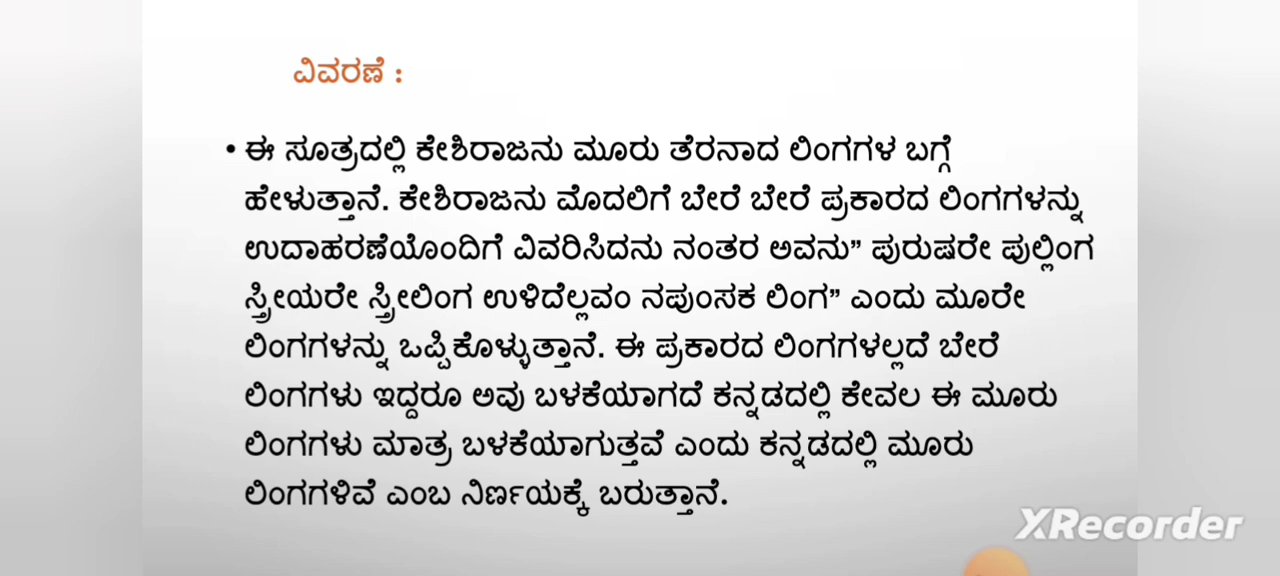 ವಿವರಣೆ :
• ಈ ಸೂತ್ರದಲ್ಲಿ ಕೇಶಿರಾಜನು ಮೂರು ತೆರನಾದ ಲಿಂಗಗಳ ಬಗ್ಗೆ
ಹೇಳುತ್ತಾನೆ. ಕೇಶಿರಾಜನು ಮೊದಲಿಗೆ ಬೇರೆ ಬೇರೆ ಪ್ರಕಾರದ ಲಿಂಗಗಳನ್ನು
ಉದಾಹರಣೆಯೊಂದಿಗೆ ವಿವರಿಸಿದನು ನಂತರ ಅವನು” ಪುರುಷರೇ ಪುಲ್ಲಿಂಗ
ಸ್ತ್ರೀಯರೇ ಸ್ತ್ರೀಲಿಂಗ ಉಳಿದೆಲ್ಲವಂ ನಪುಂಸಕ ಲಿಂಗ” ಎಂದು ಮೂರೇ
ಲಿಂಗಗಳನ್ನು ಒಪ್ಪಿಕೊಳ್ಳುತ್ತಾನೆ. ಈ ಪ್ರಕಾರದ ಲಿಂಗಗಳಲ್ಲದೆ ಬೇರೆ
ಲಿಂಗಗಳು ಇದ್ದರೂ ಅವು ಬಳಕೆಯಾಗದೆ ಕನ್ನಡದಲ್ಲಿ ಕೇವಲ ಈ ಮೂರು
ಲಿಂಗಗಳು ಮಾತ್ರ ಬಳಕೆಯಾಗುತ್ತವೆ ಎಂದು ಕನ್ನಡದಲ್ಲಿ ಮೂರು
ಲಿಂಗಗಳಿವೆ ಎಂಬ ನಿರ್ಣಯಕ್ಕೆ ಬರುತ್ತಾನೆ.
XRecorder